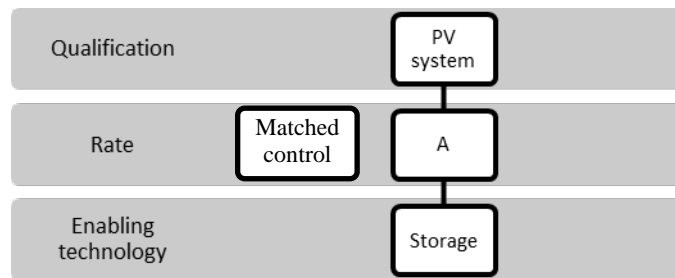 Qualification
PV
system
Rate
Matched
control
A
Enabling
technology
Storage